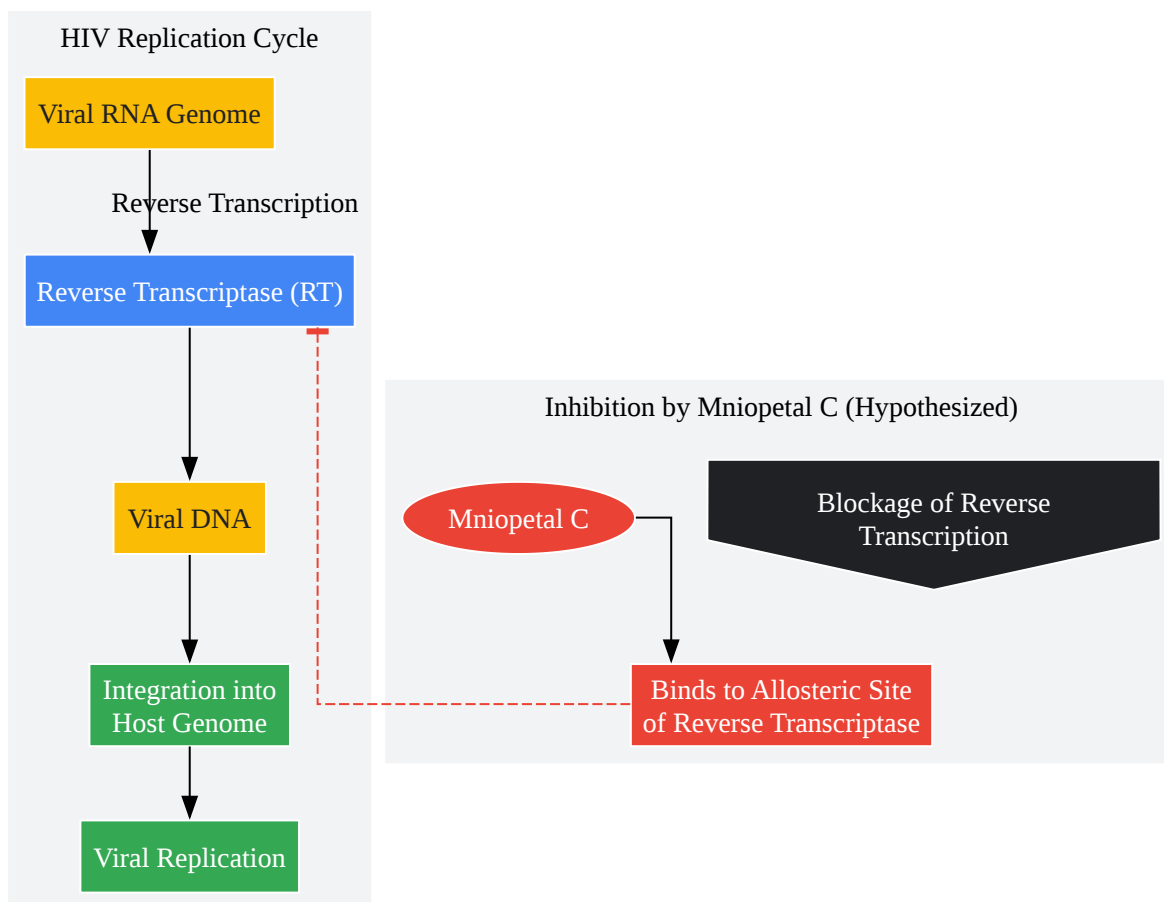 HIV Replication Cycle
Viral RNA Genome
Reverse Transcription
Reverse Transcriptase (RT)
Viral DNA
Integration into
Host Genome
Viral Replication
Inhibition by Mniopetal C (Hypothesized)
Mniopetal C
Blockage of Reverse
Transcription
Binds to Allosteric Site
of Reverse Transcriptase